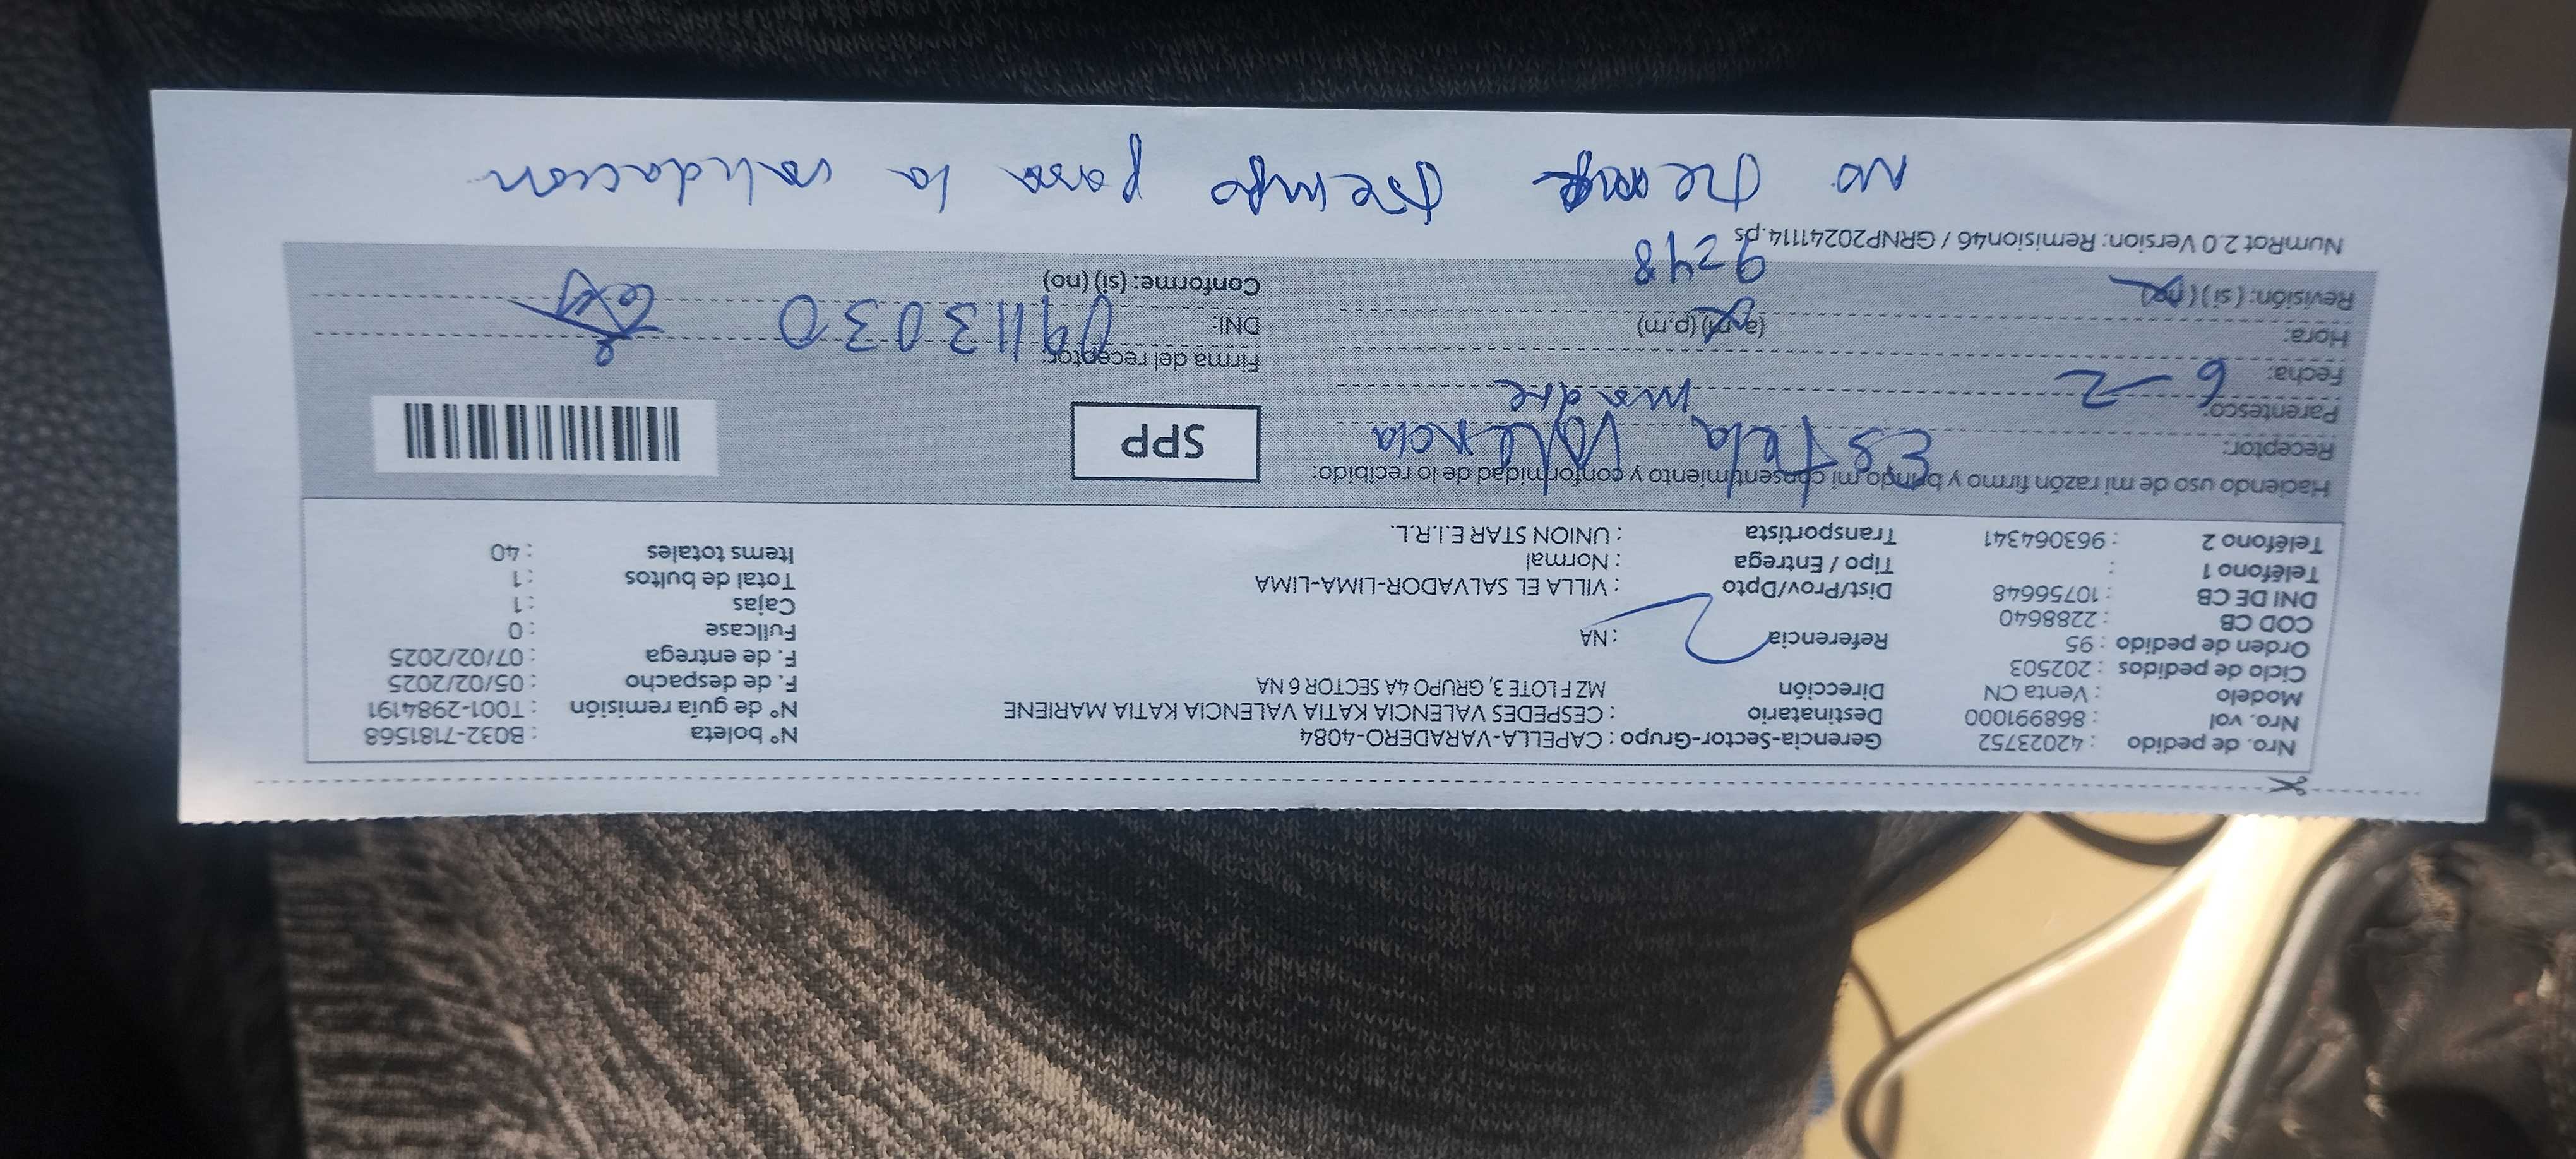 Nro. de pedido : 42023752 Gerencia-Sector-Grupo : CAPELLA-VARADERO-4084 N° boleta : B032-7181568
Nro. vol : 868991000 Destinatario : CESPEDES VALENCIA KATIA VALENCIA KATIA MARIENE N° de guía remisión : T001-2984191
Modelo : Venta CN Dirección MZ F LOTE 3, GRUPO 4A SECTOR 6 NA F. de despacho : 05/02/2025
Ciclo de pedidos : 202503 F. de entrega : 07/02/2025
Orden de pedido : 95 Referencia : NA Fullcase : 0
COD CB : 2288640 Cajas : 1
DNI DE CB : 10756648 Dist/Prov/Dpto : VILLA EL SALVADOR-LIMA-LIMA Total de bultos : 1
Teléfono 1 : Tipo / Entrega : Normal Items totales : 40
Teléfono 2 : 963064341 Transportista : UNION STAR E.I.R.L.
Haciendo uso de mi razón firmo y brindo mi consentimiento y conformidad de lo recibido:
Receptor: Estela Valencia
Parentesco: madre
SPP
Fecha: 6-2
Firma del receptor:
Hora: (a.m) (p.m)
DNI: 09113030
Revisión: (si) (no) 9:48
Conforme: (si) (no)
NumRot 2.0 Version: Remision46 / GRNP20241114.ps
no tiempo para la validacion